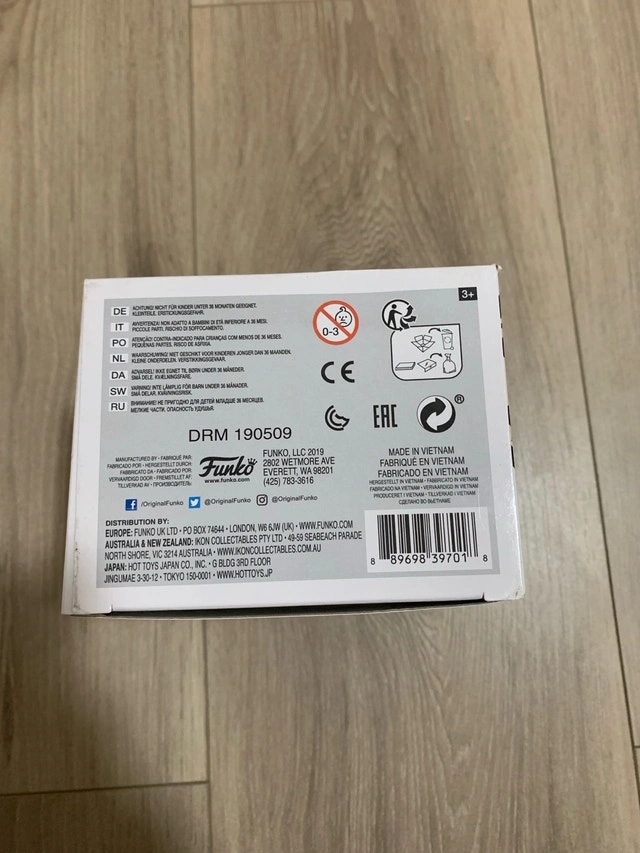 3+
DE ACHTUNG! NICHT FÜR KINDER UNTER 36 MONATEN GEEIGNET.
KLEINTEILE. ERSTICKUNGSGEFAHR.
IT AVVERTENZA! NON ADATTO A BAMBINI DI ETÀ INFERIORE A 36 MESI.
PICCOLE PARTI. RISCHIO DI SOFFOCAMENTO.
PO ATENÇÃO! CONTRA-INDICADO PARA CRIANÇAS COM MENOS DE 36 MESES.
PEQUENAS PARTES. RISCO DE ASFIXIA.
NL WAARSCHUWING! NIET GESCHIKT VOOR KINDEREN JONGER DAN 36 MAANDEN.
KLEINE ONDERDELEN. VERSTIKKINGSGEVAAR.
DA ADVARSEL! IKKE EGNET TIL BØRN UNDER 36 MÅNEDER.
SMÅ DELE. KVÆLNINGSFARE.
SW VARNING! INTE LÄMPLIG FÖR BARN UNDER 36 MÅNADER.
SMÅ DELAR. KVÄVNINGSRISK.
RU ВНИМАНИЕ! НЕ ПРИГОДНО ДЛЯ ДЕТЕЙ МЛАДШЕ 36 МЕСЯЦЕВ.
МЕЛКИЕ ЧАСТИ. ОПАСНОСТЬ УДУШЬЯ.
0-3
CE
EAC
®
DRM 190509
MANUFACTURED BY • FABRIQUÉ PAR
FABRICADO POR • HERGESTELLT DURCH
FABBRICATO DA • FABRICADO POR
VERVAARDIGD DOOR • FREMSTILLET AF
TILLVERKAD AV • ПРОИЗВОДИТЕЛЬ
Funko
www.funko.com
FUNKO, LLC 2019
2802 WETMORE AVE
EVERETT, WA 98201
(425) 783-3616
MADE IN VIETNAM
FABRIQUÉ EN VIETNAM
FABRICADO EN VIETNAM
HERGESTELLT IN VIETNAM • FABBRICATO IN VIETNAM
FABRICADO NA VIETNAM • VERVAARDIGD IN VIETNAM
PRODUCERET I VIETNAM • TILLVERKAD I VIETNAM
СДЕЛАНО ВО ВЬЕТНАМЕ
/OriginalFunko @OriginalFunko @OriginalFunko
DISTRIBUTION BY:
EUROPE: FUNKO UK LTD • PO BOX 74644 • LONDON, W6 6JW (UK) • WWW.FUNKO.COM
AUSTRALIA & NEW ZEALAND: IKON COLLECTABLES PTY LTD • 49-59 SEABEACH PARADE
NORTH SHORE, VIC 3214 AUSTRALIA • WWW.IKONCOLLECTABLES.COM.AU
JAPAN: HOT TOYS JAPAN CO., INC. • G BLDG 3RD FLOOR
JINGUMAE 3-30-12 • TOKYO 150-0001 • WWW.HOTTOYS.JP
8 89698 39701 8